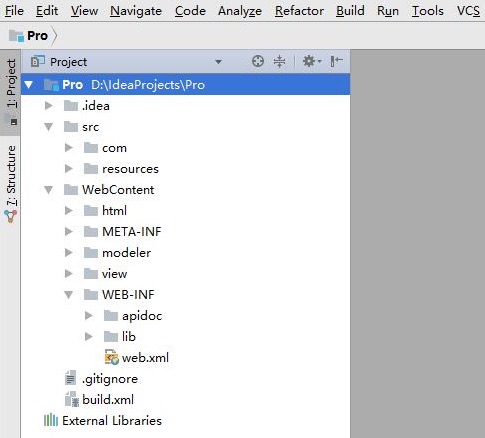 File Edit View Navigate Code Analyze Refactor Build Run Tools VCS
Pro
1: Project
7: Structure
Project
Pro D:\IdeaProjects\Pro
.idea
src
com
resources
WebContent
html
META-INF
modeler
view
WEB-INF
apidoc
lib
web.xml
.gitignore
build.xml
External Libraries